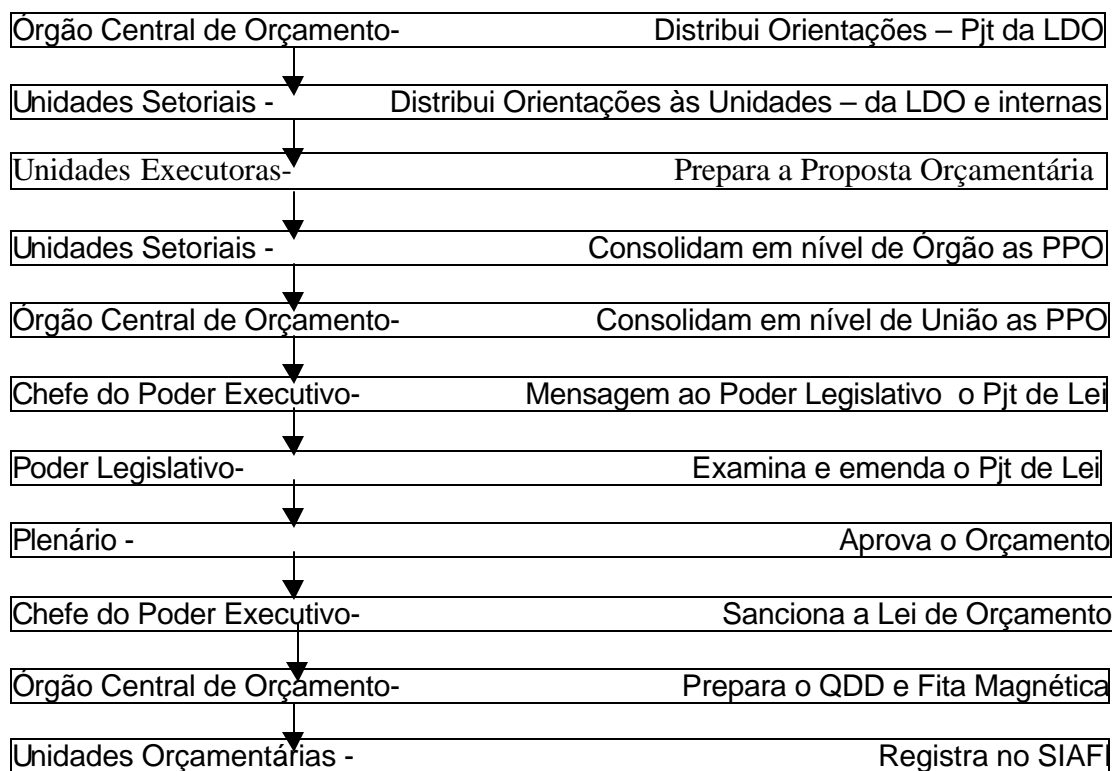 Órgão Central de Orçamento- Distribui Orientações – Pjt da LDO
Unidades Setoriais - Distribui Orientações às Unidades – da LDO e internas
Unidades Executoras- Prepara a Proposta Orçamentária
Unidades Setoriais - Consolidam em nível de Órgão as PPO
Órgão Central de Orçamento- Consolidam em nível de União as PPO
Chefe do Poder Executivo- Mensagem ao Poder Legislativo o Pjt de Lei
Poder Legislativo- Examina e emenda o Pjt de Lei
Plenário - Aprova o Orçamento
Chefe do Poder Executivo- Sanciona a Lei de Orçamento
Órgão Central de Orçamento- Prepara o QDD e Fita Magnética
Unidades Orçamentárias - Registra no SIAFI